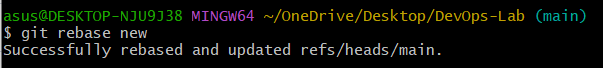 asus@DESKTOP-NJU9J38 MINGW64 ~/OneDrive/Desktop/DevOps-Lab (main)
$ git rebase new
Successfully rebased and updated refs/heads/main.